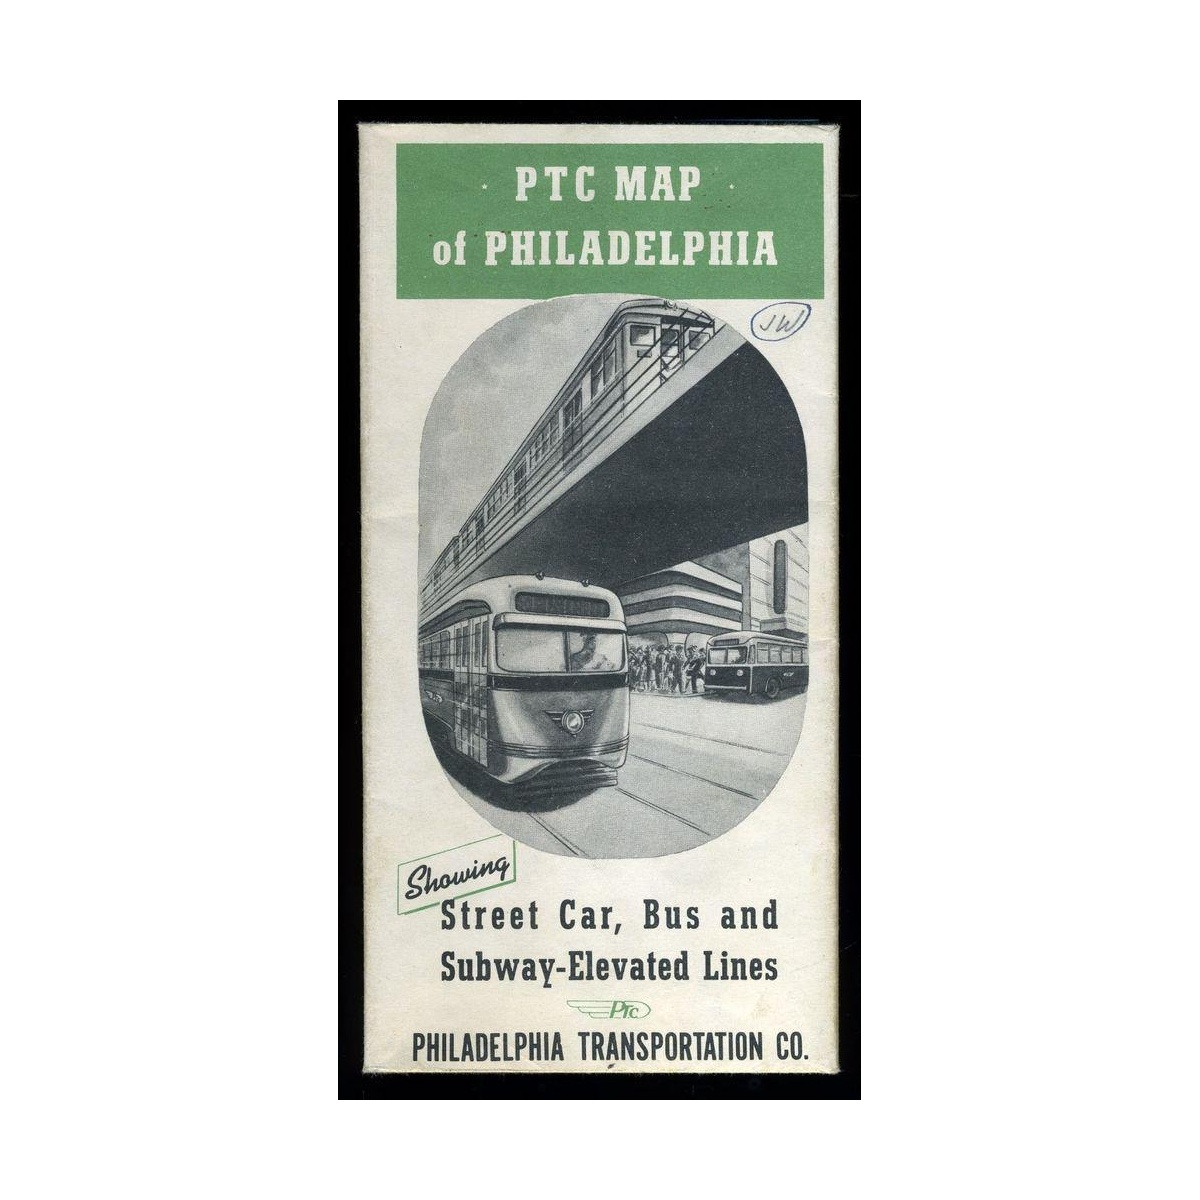 PTC MAP
of PHILADELPHIA
JW
Showing
Street Car, Bus and
Subway-Elevated Lines
PTC
PHILADELPHIA TRANSPORTATION CO.